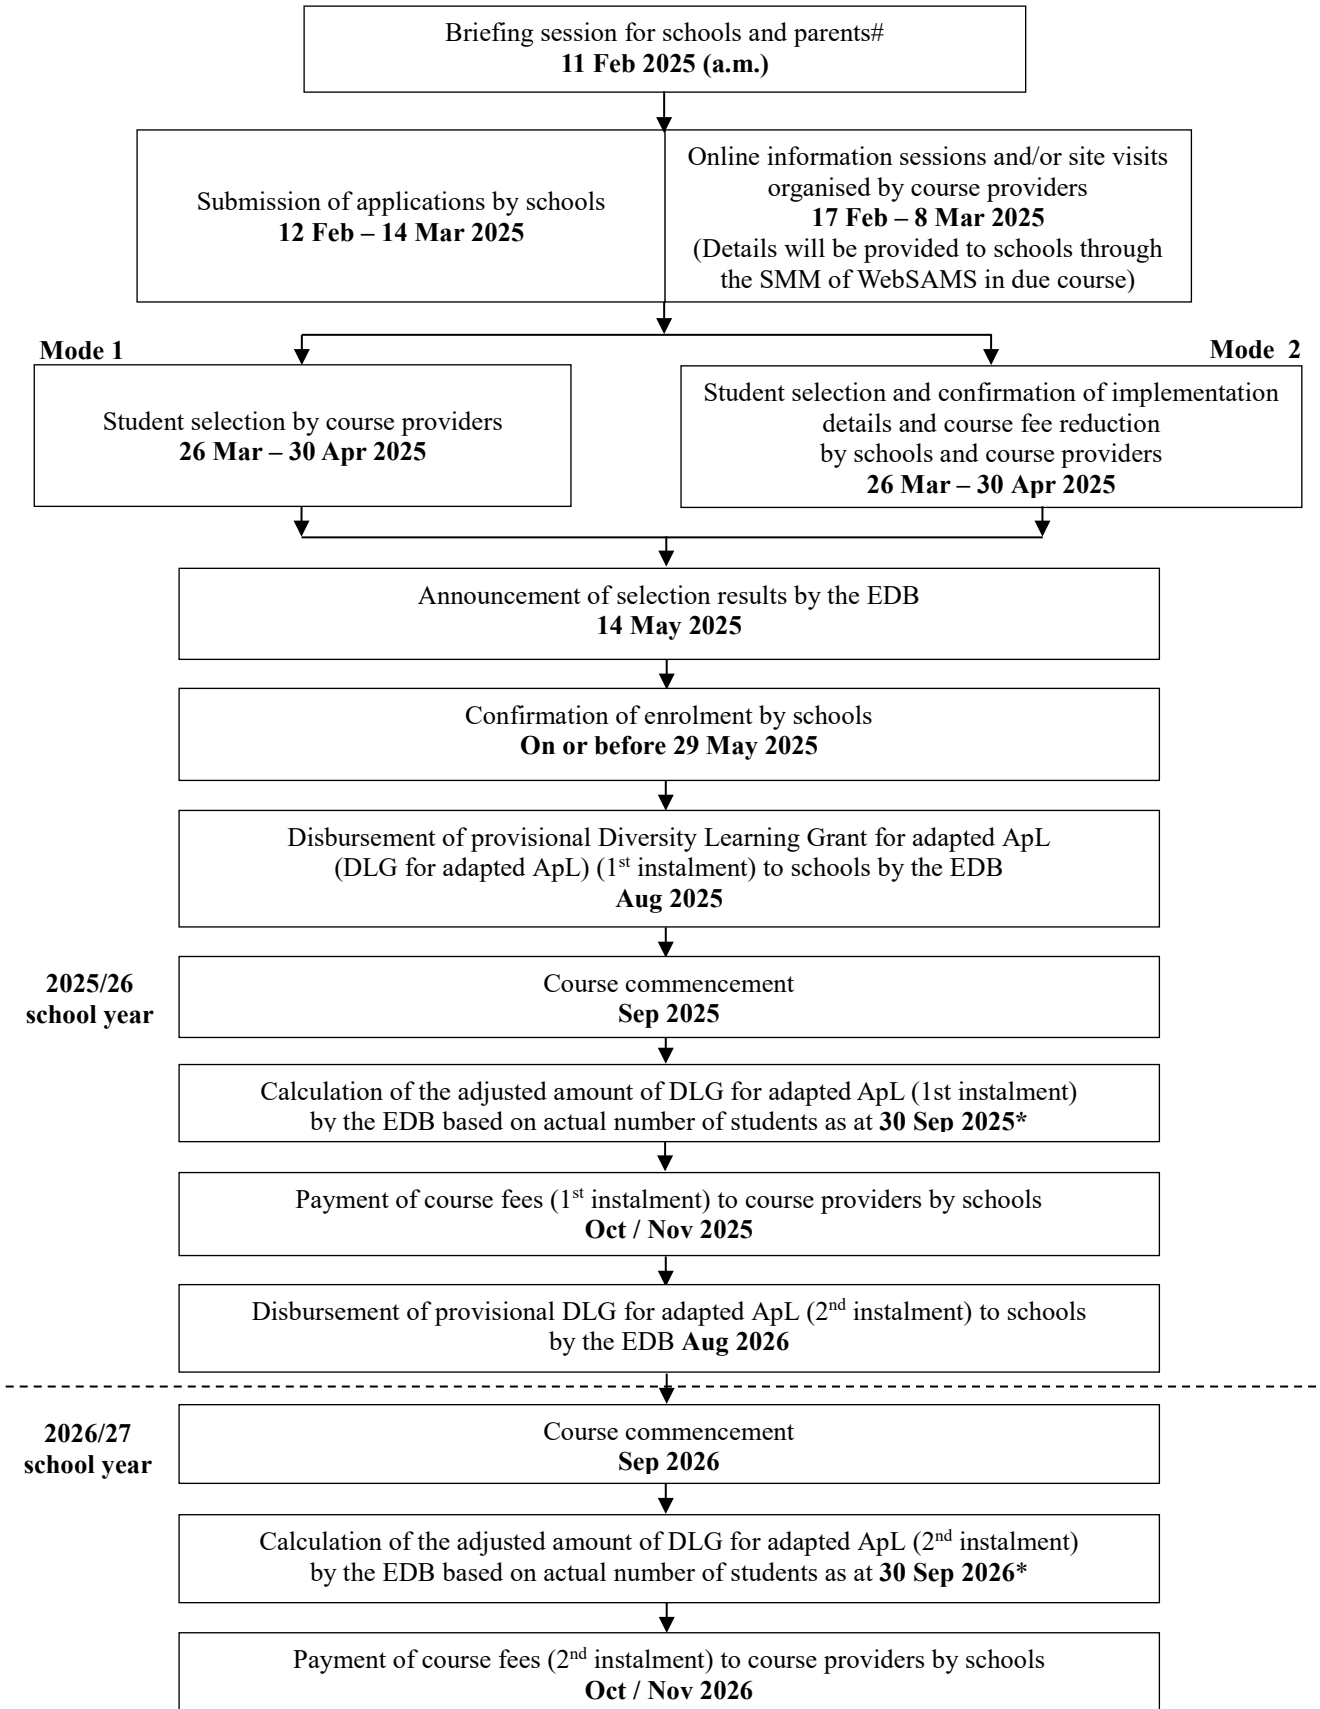 Briefing session for schools and parents#
11 Feb 2025 (a.m.)
Submission of applications by schools
12 Feb – 14 Mar 2025
Online information sessions and/or site visits
organised by course providers
17 Feb – 8 Mar 2025
(Details will be provided to schools through
the SMM of WebSAMS in due course)
Mode 1
Student selection by course providers
26 Mar – 30 Apr 2025
Mode 2
Student selection and confirmation of implementation
details and course fee reduction
by schools and course providers
26 Mar – 30 Apr 2025
Announcement of selection results by the EDB
14 May 2025
Confirmation of enrolment by schools
On or before 29 May 2025
Disbursement of provisional Diversity Learning Grant for adapted ApL
(DLG for adapted ApL) (1st instalment) to schools by the EDB
Aug 2025
2025/26
school year
Course commencement
Sep 2025
Calculation of the adjusted amount of DLG for adapted ApL (1st instalment)
by the EDB based on actual number of students as at 30 Sep 2025*
Payment of course fees (1st instalment) to course providers by schools
Oct / Nov 2025
Disbursement of provisional DLG for adapted ApL (2nd instalment) to schools
by the EDB Aug 2026
2026/27
school year
Course commencement
Sep 2026
Calculation of the adjusted amount of DLG for adapted ApL (2nd instalment)
by the EDB based on actual number of students as at 30 Sep 2026*
Payment of course fees (2nd instalment) to course providers by schools
Oct / Nov 2026